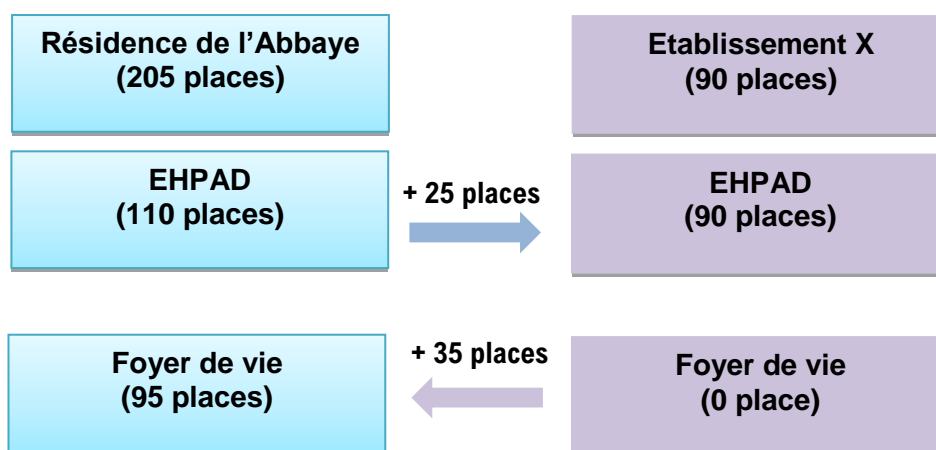 Résidence de l’Abbaye
(205 places)
Etablissement X
(90 places)
EHPAD
(110 places)
+ 25 places
EHPAD
(90 places)
Foyer de vie
(95 places)
+ 35 places
Foyer de vie
(0 place)